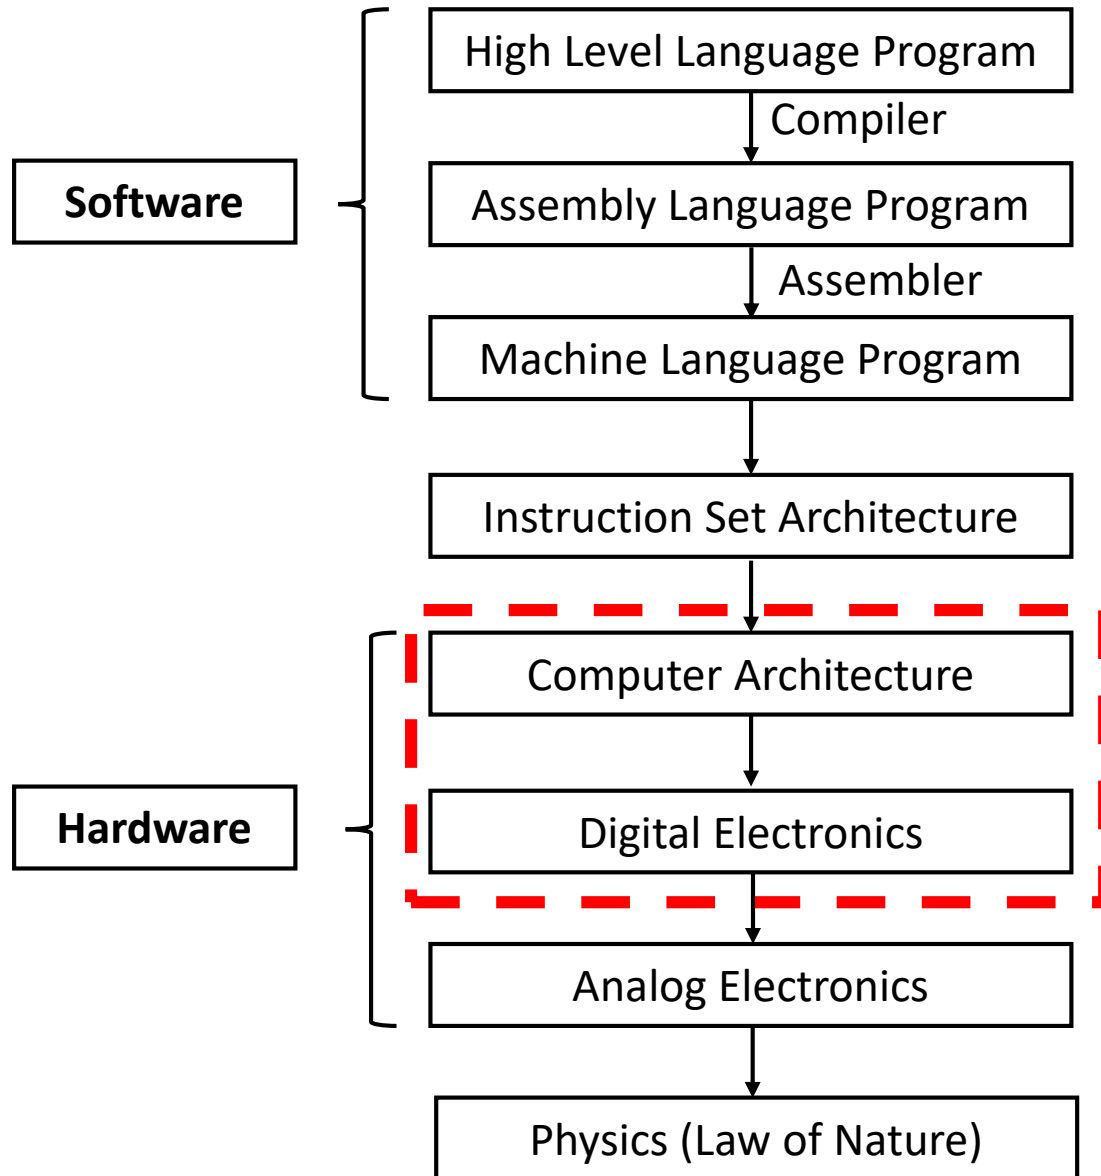 High Level Language Program
Compiler
Software
Assembly Language Program
Assembler
Machine Language Program
Instruction Set Architecture
Computer Architecture
Hardware
Digital Electronics
Analog Electronics
Physics (Law of Nature)